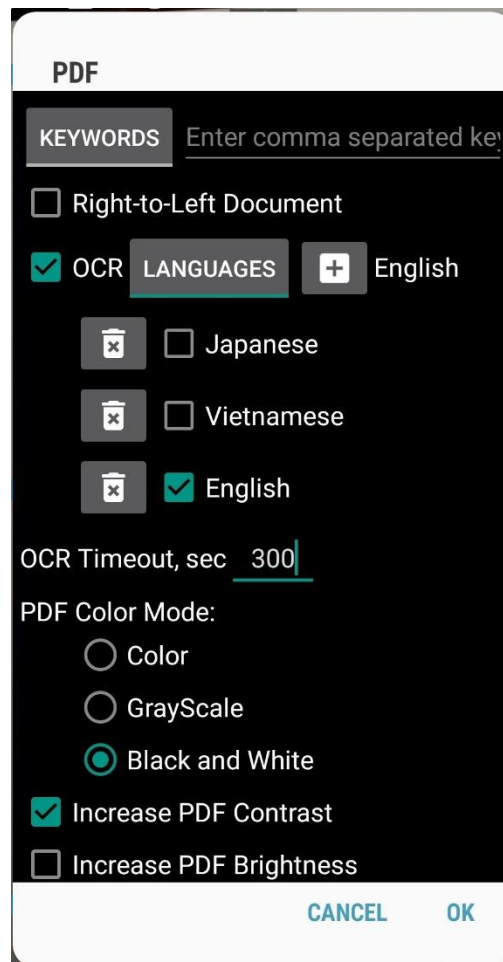 PDF
KEYWORDS Enter comma separated key
Right-to-Left Document
OCR LANGUAGES English
Japanese
Vietnamese
English
OCR Timeout, sec 300
PDF Color Mode:
Color
GrayScale
Black and White
Increase PDF Contrast
Increase PDF Brightness
CANCEL OK